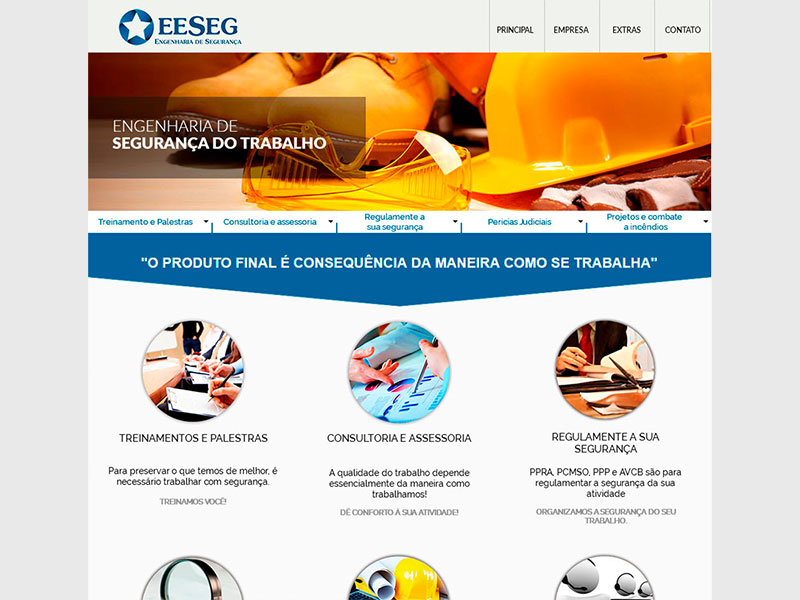 EESEG
ENGENHARIA DE SEGURANÇA
PRINCIPAL
EMPRESA
EXTRAS
CONTATO
ENGENHARIA DE
SEGURANÇA DO TRABALHO
Treinamento e Palestras
Consultoria e assessoria
Regulamente a
sua segurança
Pericias Judiciais
Projetos e combate
a incêndios
"O PRODUTO FINAL É CONSEQUÊNCIA DA MANEIRA COMO SE TRABALHA"
TREINAMENTOS E PALESTRAS
Para preservar o que temos de melhor, é
necessário trabalhar com segurança.
TREINAMOS VOCÊ!
CONSULTORIA E ASSESSORIA
A qualidade do trabalho depende
essencialmente da maneira como
trabalhamos!
DÊ CONFORTO À SUA ATIVIDADE!
REGULAMENTE A SUA
SEGURANÇA
PPRA, PCMSO, PPP e AVCB são para
regulamentar a segurança da sua
atividade
ORGANIZAMOS A SEGURANÇA DO SEU
TRABALHO.